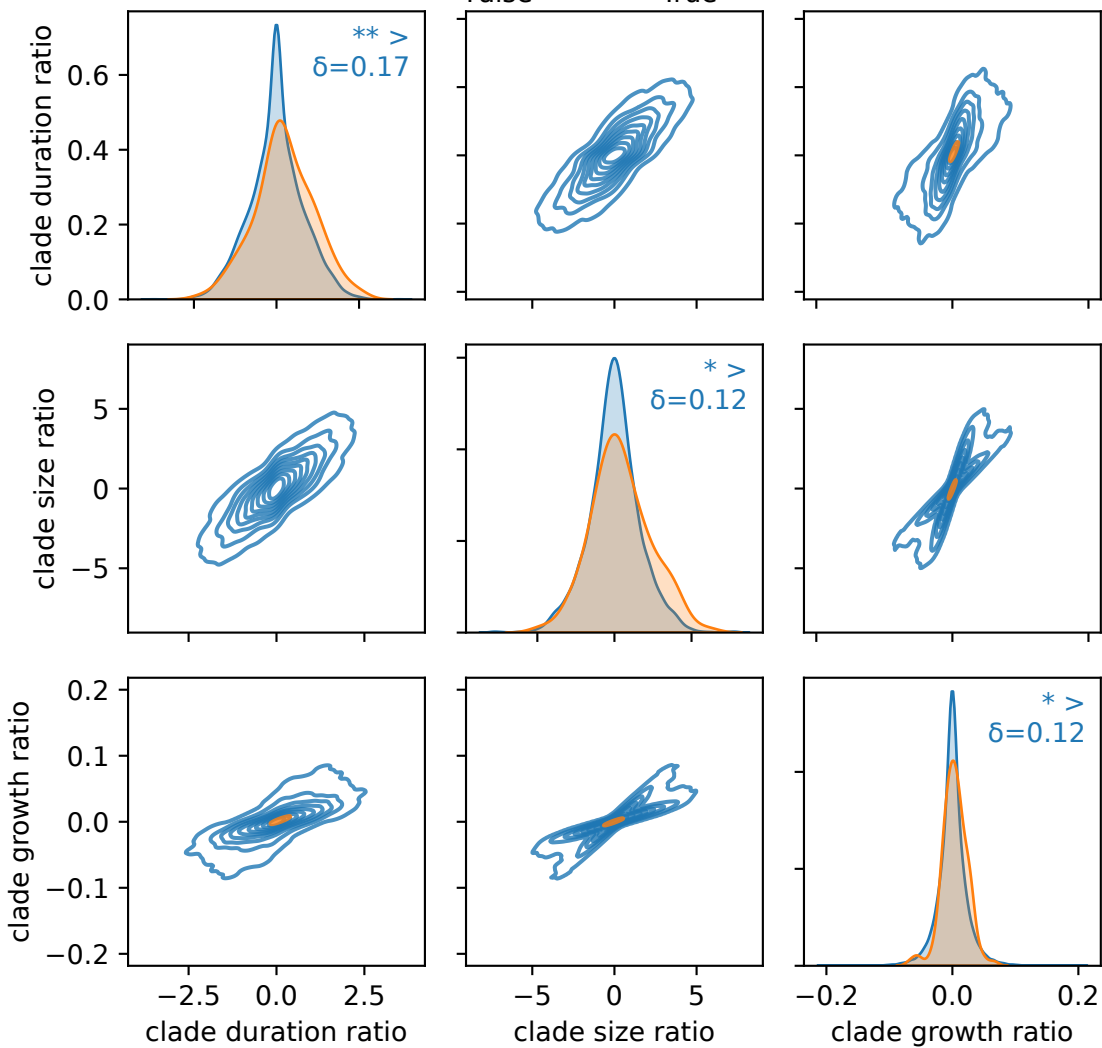 clade duration ratio
0.6
0.4
0.2
0.0
** >
δ=0.17
clade size ratio
5
0
−5
* >
δ=0.12
clade growth ratio
0.2
0.1
0.0
−0.1
−0.2
* >
δ=0.12
−2.5 0.0 2.5
−5 0 5
−0.2 0.0 0.2
clade duration ratio
clade size ratio
clade growth ratio